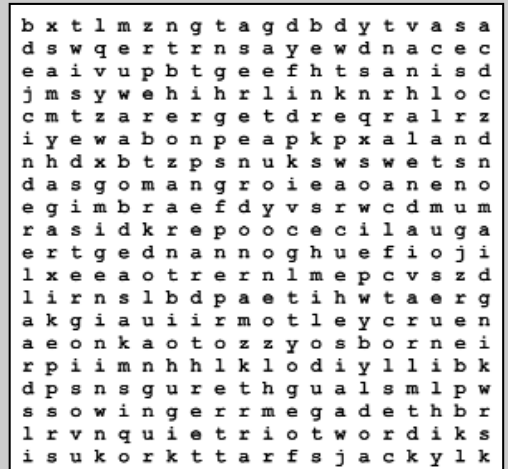 b x t l m z n g t a g d b d y t v a s a
d s w q e r t r n s a y e w d n a c e c
e a i v u p b t g e e f h t s a n i s d
j m s y w e h i h r l i n k n r h l o c
c m t z a r e r g e t d r e q r a l r z
i y e w a b o n p e a p k p x a l a n d
n h d x b t z p s n u k s w s w e t s n
d a s g o m a n g r o i e a o a n e n o
e g i m b r a e f d y v s r w c d m u m
r a s i d k r e p o o c e c i l a u g a
e r t g e d n a n n o g h u e f i o j i
l x e e a o t r e r n l m e p c v s z d
l i r n s l b d p a e t i h w t a e r g
a k g i a u i i r m o t l e y c r u e n
a e o n k a o t o z z y o s b o r n e i
r p i i m n h h l k l o d i y l l i b k
d p s n s g u r e t h g u a l s m l p w
s s o w i n g e r r m e g a d e t h b r
l r v n q u i e t r i o t w o r d i k s
i s u k o r k t t a r f s j a c k y l k